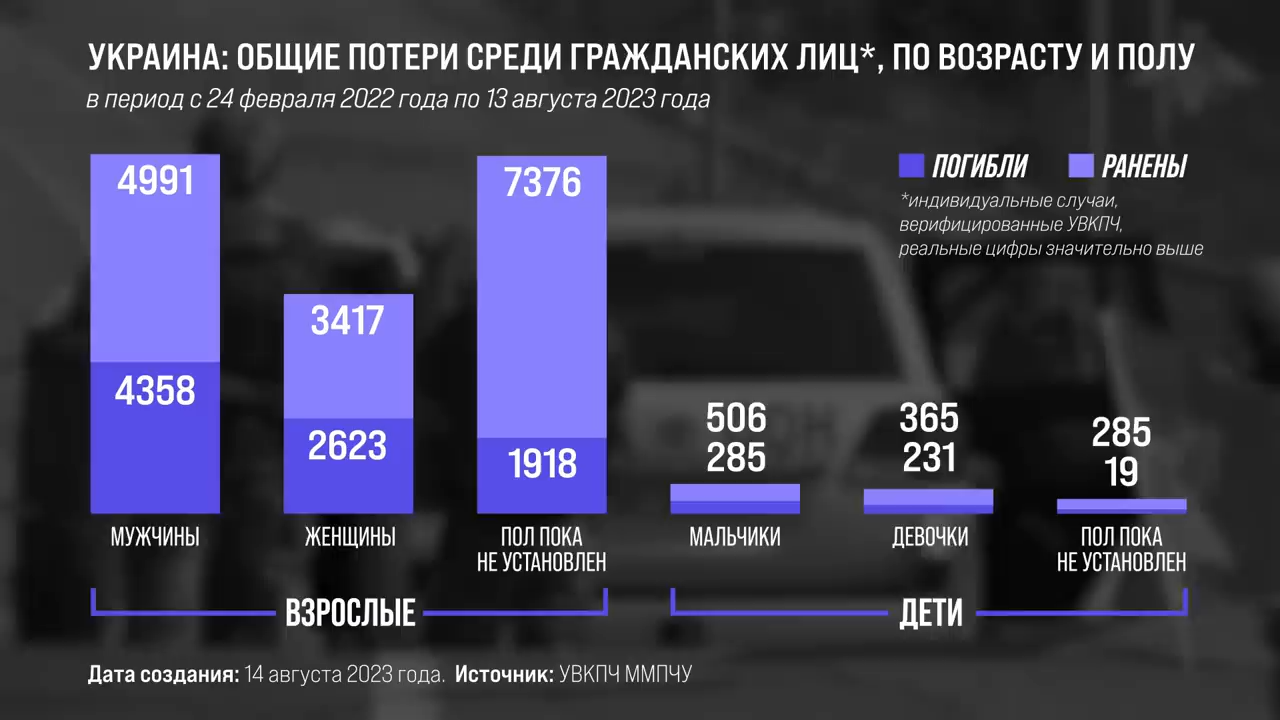 УКРАИНА: ОБЩИЕ ПОТЕРИ СРЕДИ ГРАЖДАНСКИХ ЛИЦ*, ПО ВОЗРАСТУ И ПОЛУ
в период с 24 февраля 2022 года по 13 августа 2023 года
ПОГИБЛИ
РАНЕНЫ
*индивидуальные случаи,
верифицированные УВКПЧ,
реальные цифры значительно выше
4991
4358
МУЖЧИНЫ
3417
2623
ЖЕНЩИНЫ
7376
1918
ПОЛ ПОКА
НЕ УСТАНОВЛЕН
506
285
МАЛЬЧИКИ
365
231
ДЕВОЧКИ
285
19
ПОЛ ПОКА
НЕ УСТАНОВЛЕН
ВЗРОСЛЫЕ
ДЕТИ
Дата создания: 14 августа 2023 года. Источник: УВКПЧ ММПЧУ